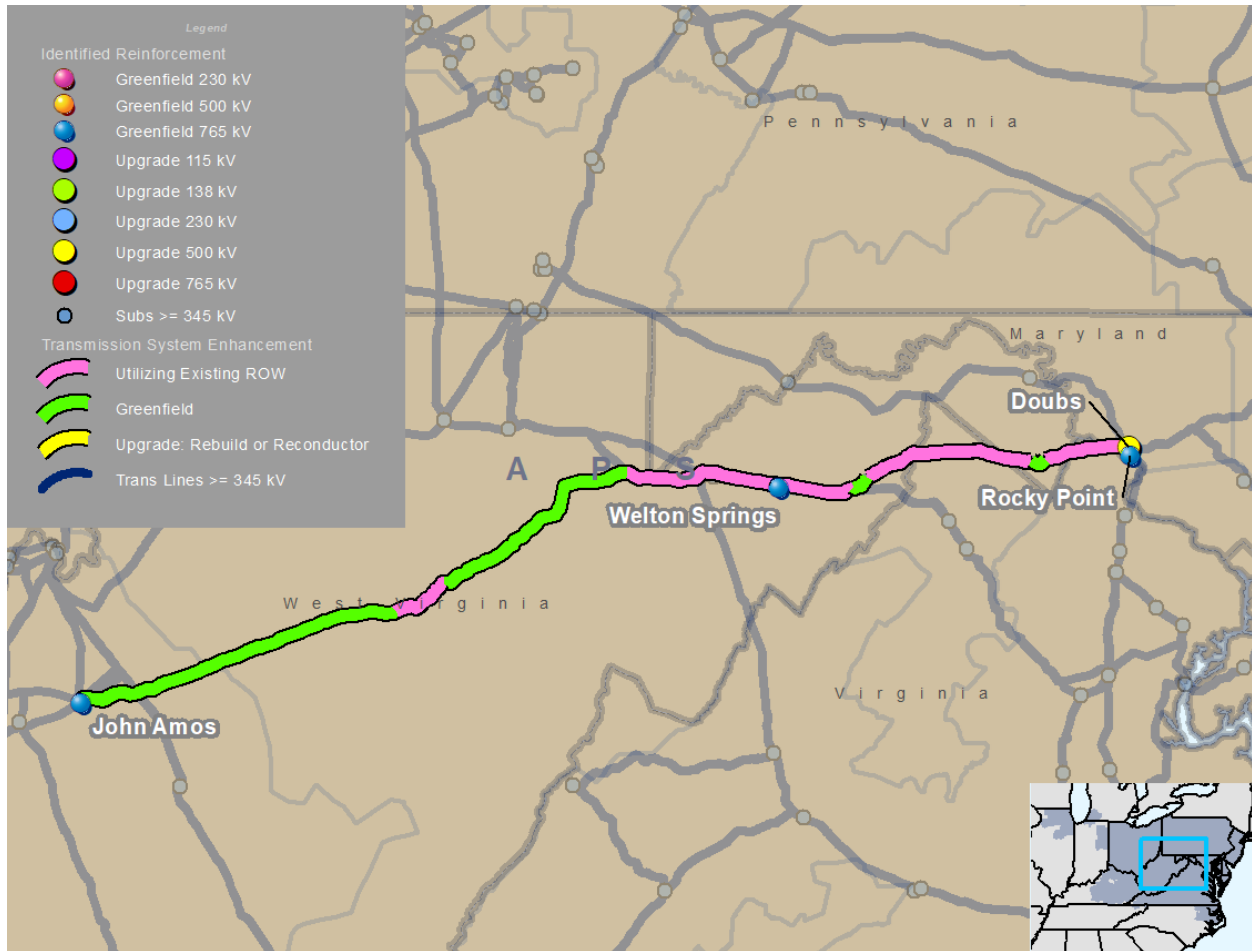 Legend
Identified Reinforcement
Greenfield 230 kV
Greenfield 500 kV
Greenfield 765 kV
Upgrade 115 kV
Upgrade 138 kV
Upgrade 230 kV
Upgrade 500 kV
Upgrade 765 kV
Subs >= 345 kV
Transmission System Enhancement
Utilizing Existing ROW
Greenfield
Upgrade: Rebuild or Reconductor
Trans Lines >= 345 kV
Pennsylvania
Maryland
Doubs
A P S
Rocky Point
Welton Springs
West Virginia
Virginia
John Amos